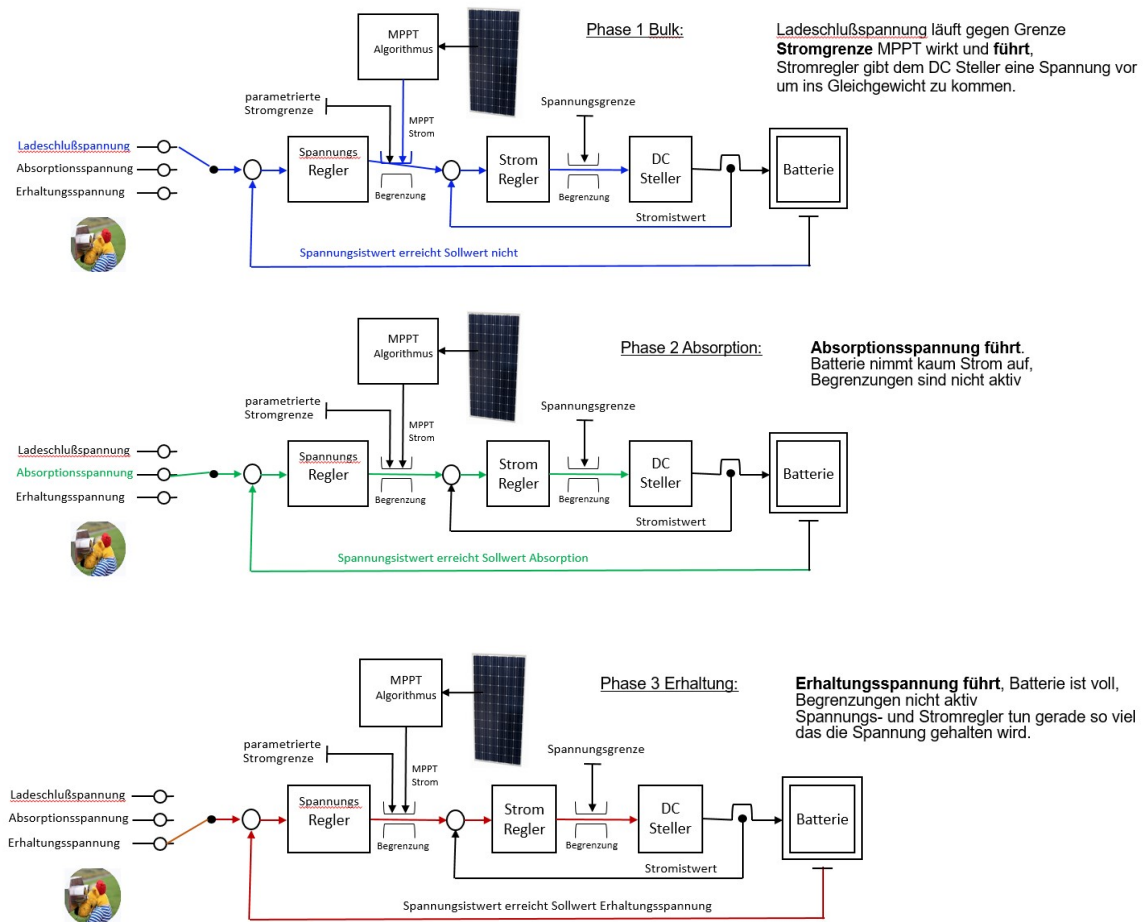 Phase 1 Bulk:
Ladeschlußspannung läuft gegen Grenze
Stromgrenze MPPT wirkt und führt,
Stromregler gibt dem DC Steller eine Spannung vor
um ins Gleichgewicht zu kommen.
MPPT
Algorithmus
parametrierte
Stromgrenze
MPPT
Strom
Spannungsgrenze
Ladeschlußspannung
Absorptionsspannung
Erhaltungsspannung
Spannungs
Regler
Begrenzung
Strom
Regler
Begrenzung
DC
Steller
Batterie
Stromistwert
Spannungsistwert erreicht Sollwert nicht
Phase 2 Absorption:
Absorptionsspannung führt.
Batterie nimmt kaum Strom auf,
Begrenzungen sind nicht aktiv
MPPT
Algorithmus
parametrierte
Stromgrenze
MPPT
Strom
Spannungsgrenze
Ladeschlußspannung
Absorptionsspannung
Erhaltungsspannung
Spannungs
Regler
Begrenzung
Strom
Regler
Begrenzung
DC
Steller
Batterie
Stromistwert
Spannungsistwert erreicht Sollwert Absorption
Phase 3 Erhaltung:
Erhaltungsspannung führt, Batterie ist voll,
Begrenzungen nicht aktiv
Spannungs- und Stromregler tun gerade so viel
das die Spannung gehalten wird.
MPPT
Algorithmus
parametrierte
Stromgrenze
MPPT
Strom
Spannungsgrenze
Ladeschlußspannung
Absorptionsspannung
Erhaltungsspannung
Spannungs
Regler
Begrenzung
Strom
Regler
Begrenzung
DC
Steller
Batterie
Stromistwert
Spannungsistwert erreicht Sollwert Erhaltungsspannung